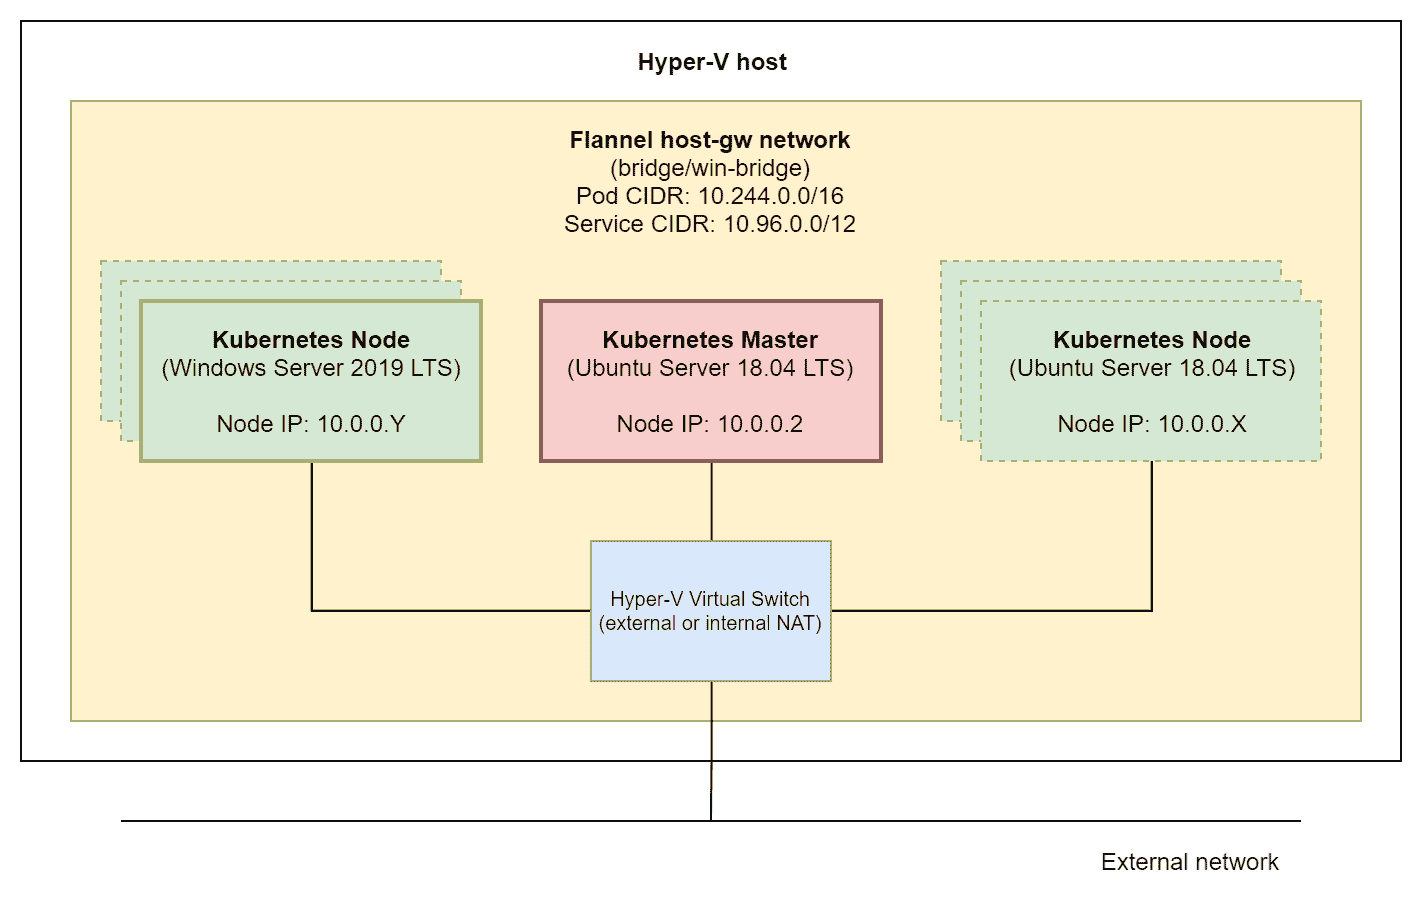 Hyper-V host
Flannel host-gw network
(bridge/win-bridge)
Pod CIDR: 10.244.0.0/16
Service CIDR: 10.96.0.0/12
Kubernetes Node
(Windows Server 2019 LTS)
Node IP: 10.0.0.Y
Kubernetes Master
(Ubuntu Server 18.04 LTS)
Node IP: 10.0.0.2
Kubernetes Node
(Ubuntu Server 18.04 LTS)
Node IP: 10.0.0.X
Hyper-V Virtual Switch
(external or internal NAT)
External network